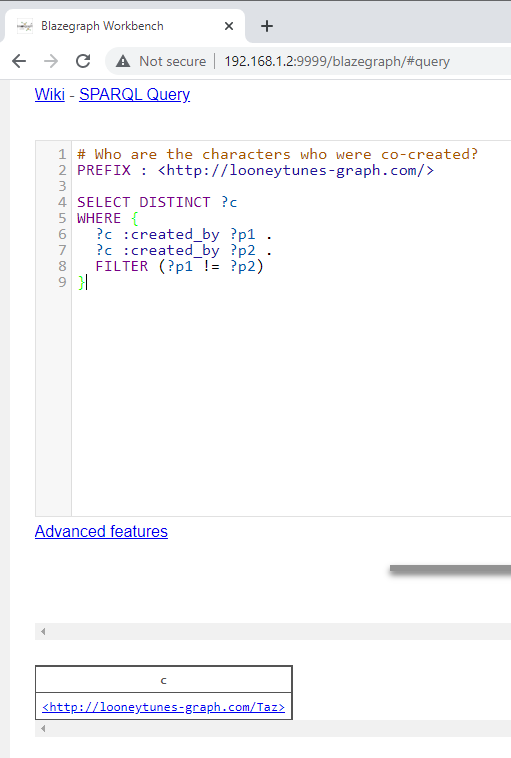 Blazegraph Workbench
Not secure 192.168.1.2:9999/blazegraph/#query
Wiki - SPARQL Query
1 # Who are the characters who were co-created?
2 PREFIX : <http://looneytunes-graph.com/>
3
4 SELECT DISTINCT ?c
5 WHERE {
6 ?c :created_by ?p1 .
7 ?c :created_by ?p2 .
8 FILTER (?p1 != ?p2)
9 }
Advanced features
c
<http://looneytunes-graph.com/Taz>